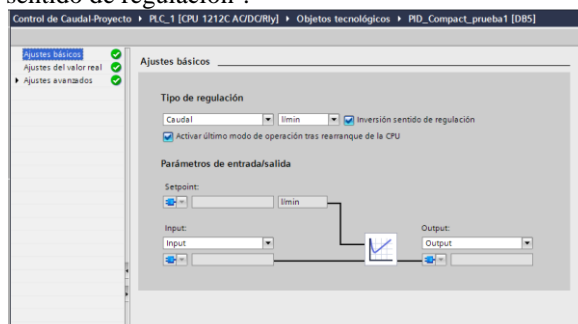 sentido de regulación".
Control de Caudal-Proyecto ▸ PLC_1 [CPU 1212C AC/DC/Rly] ▸ Objetos tecnológicos ▸ PID_Compact_prueba1 [DB5]
Ajustes básicos
Ajustes del valor real
Ajustes avanzados
Ajustes básicos
Tipo de regulación
Caudal l/min Inversión sentido de regulación
Activar último modo de operación tras rearranque de la CPU
Parámetros de entrada/salida
Setpoint:
l/min
Input: Output:
Input Output